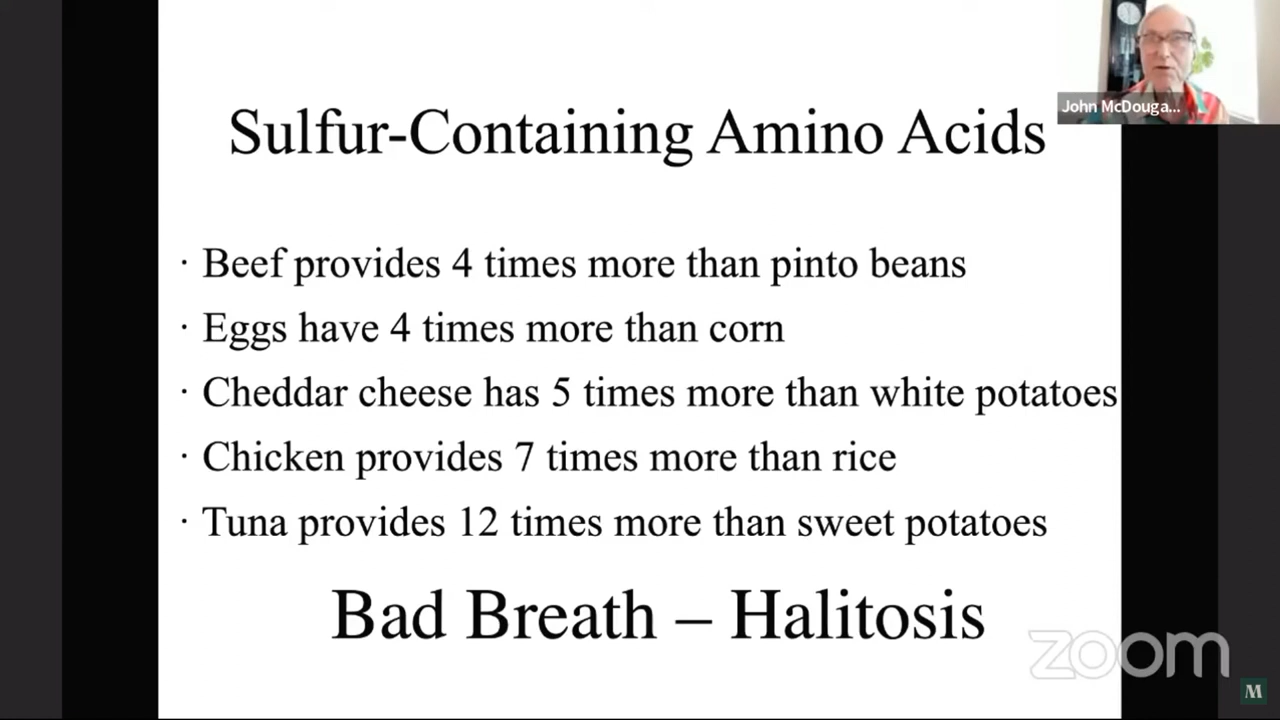 Sulfur-Containing Amino Acids
John McDouga...
· Beef provides 4 times more than pinto beans
· Eggs have 4 times more than corn
· Cheddar cheese has 5 times more than white potatoes
· Chicken provides 7 times more than rice
· Tuna provides 12 times more than sweet potatoes
Bad Breath – Halitosis
zoom
M